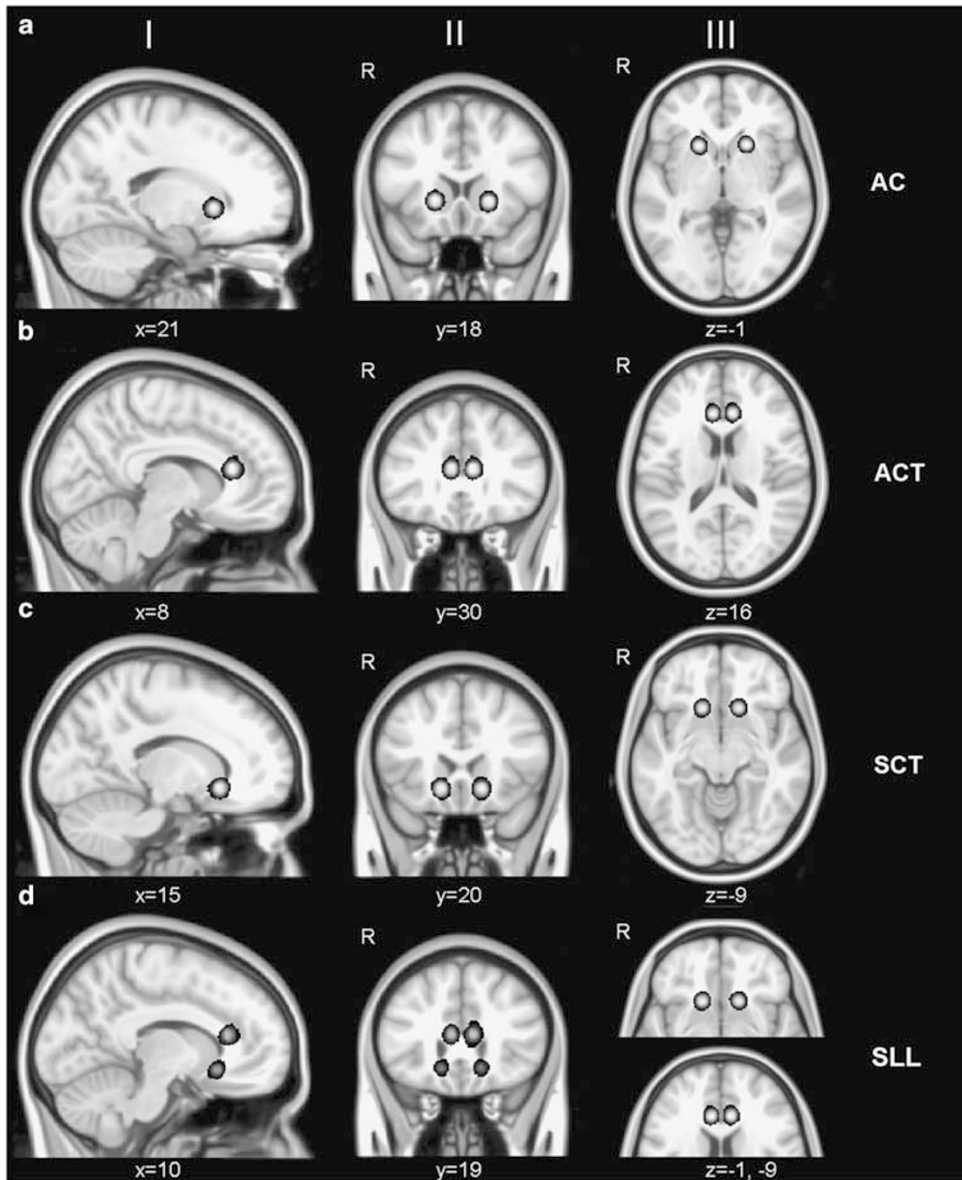 a
I II III
R R
AC
x=21 y=18 z=-1
b
R R
ACT
x=8 y=30 z=16
c
R R
SCT
x=15 y=20 z=-9
d
R R
SLL
x=10 y=19 z=-1, -9